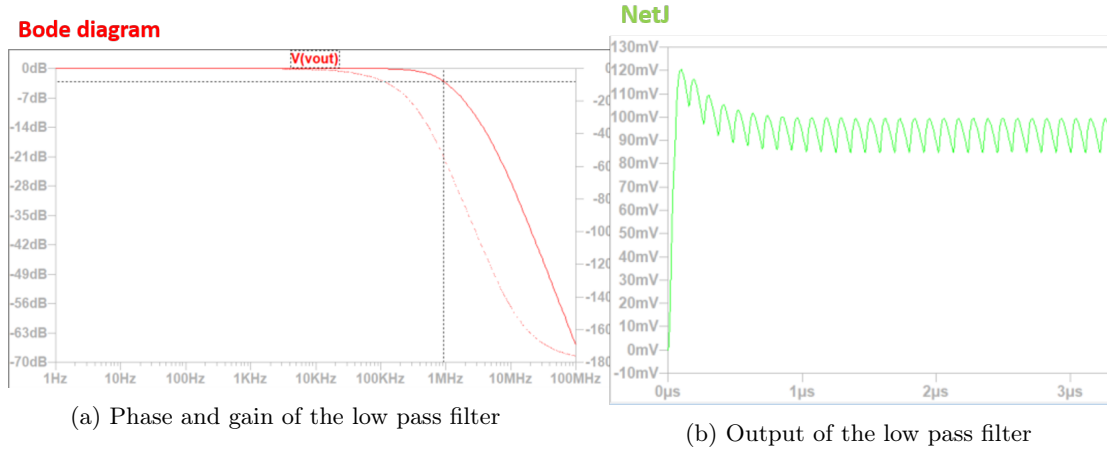 Bode diagram
V(vout)
0dB
-7dB
-14dB
-21dB
-28dB
-35dB
-42dB
-49dB
-56dB
-63dB
-70dB
-20
-40
-60
-80
-100
-120
-140
-160
-180
1Hz 10Hz 100Hz 1KHz 10KHz 100KHz 1MHz 10MHz 100MHz
(a) Phase and gain of the low pass filter
NetJ
130mV
120mV
110mV
100mV
90mV
80mV
70mV
60mV
50mV
40mV
30mV
20mV
10mV
0mV
-10mV
0µs 1µs 2µs 3µs
(b) Output of the low pass filter